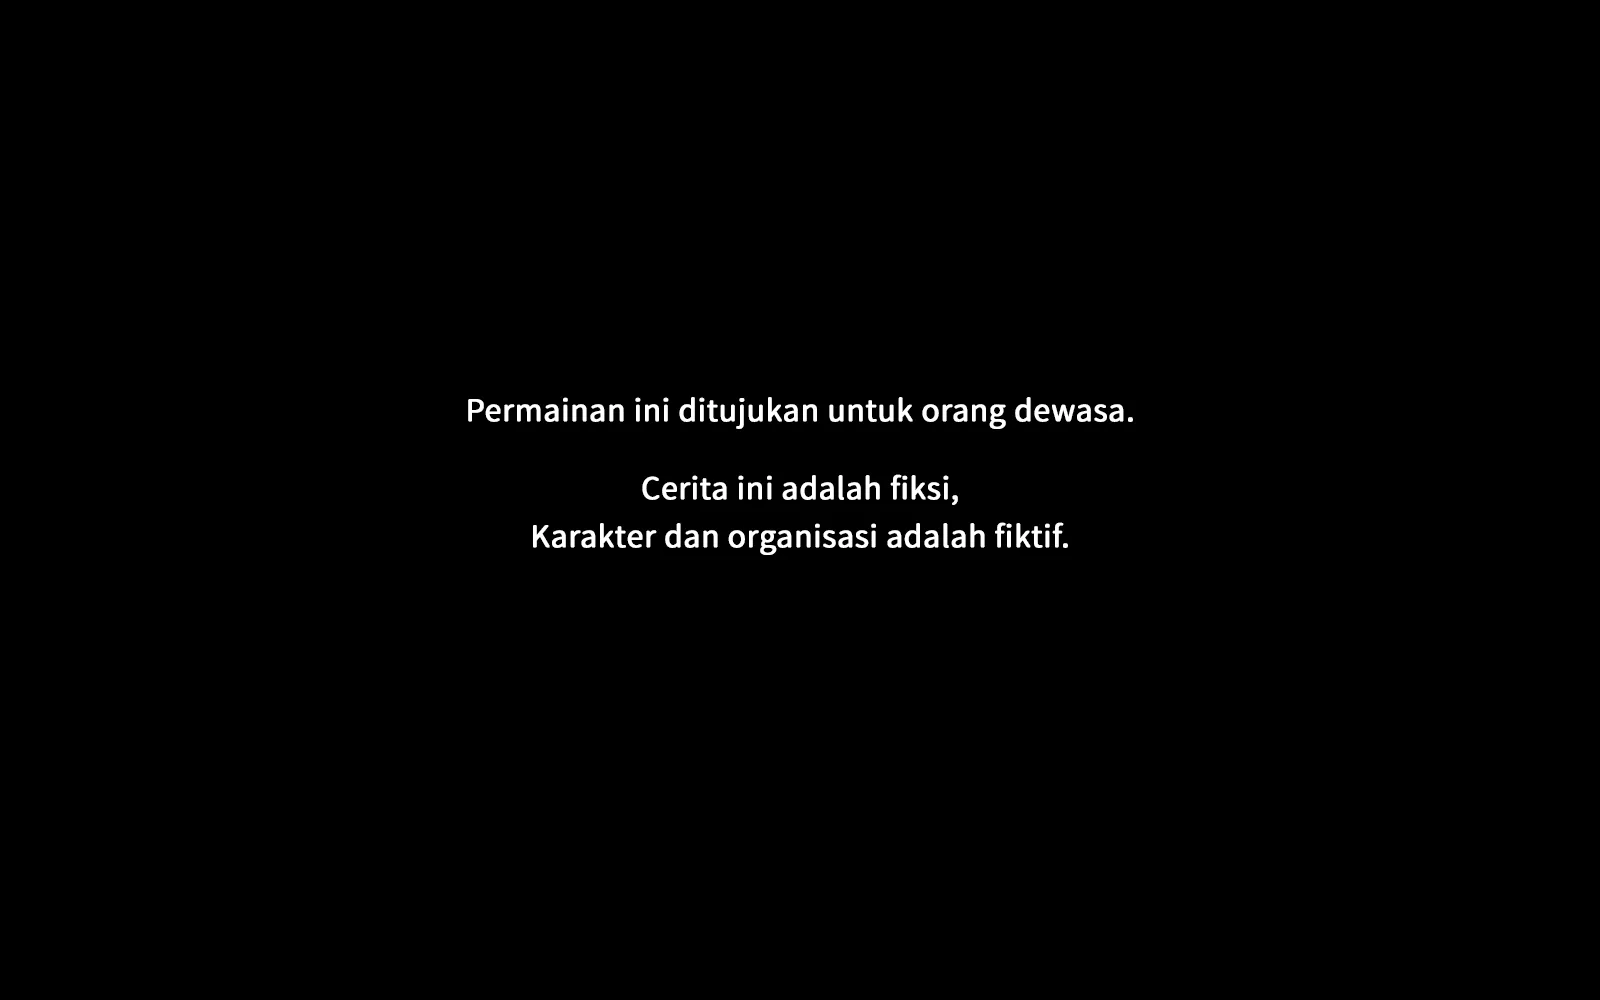 Permainan ini ditujukan untuk orang dewasa.
Cerita ini adalah fiksi,
Karakter dan organisasi adalah fiktif.